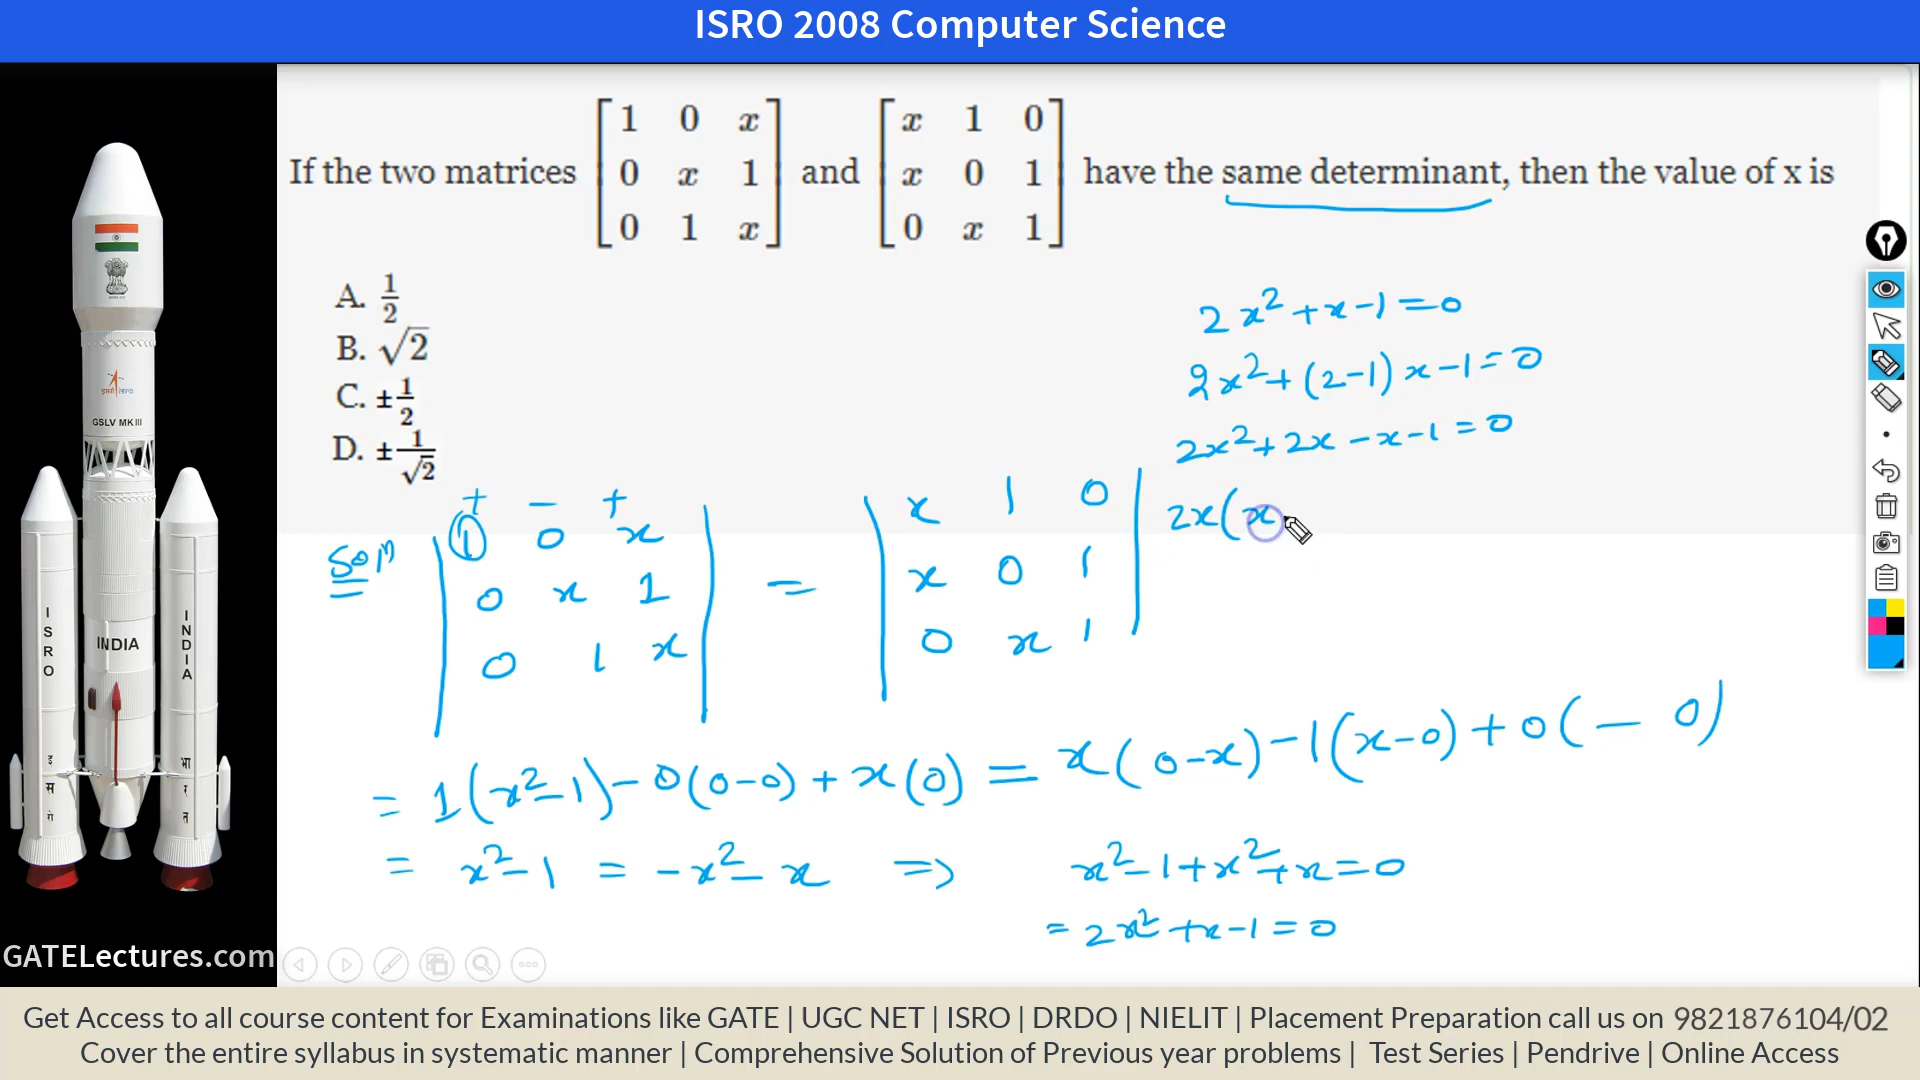 ISRO 2008 Computer Science
If the two matrices [1 0 x; 0 x 1; 0 1 x] and [x 1 0; x 0 1; 0 x 1] have the same determinant, then the value of x is
A. 1/2
B. √2
C. ±1/2
D. ±1/√2
2x²+x-1=0
2x²+(2-1)x-1=0
2x²+2x-x-1=0
2x(x
+ - +
Soln
1 0 x
0 x 1
0 1 x
=
x 1 0
x 0 1
0 x 1
= 1(x²-1)-0(0-0)+x(0) = x(0-x)-1(x-0)+0(- 0)
= x²-1 = -x²-x => x²-1+x²+x=0
= 2x²+x-1=0
GSLV MK III
ISRO
INDIA
INDIA
इसरो
भारत
GATELectures.com
Get Access to all course content for Examinations like GATE | UGC NET | ISRO | DRDO | NIELIT | Placement Preparation call us on 9821876104/02
Cover the entire syllabus in systematic manner | Comprehensive Solution of Previous year problems | Test Series | Pendrive | Online Access